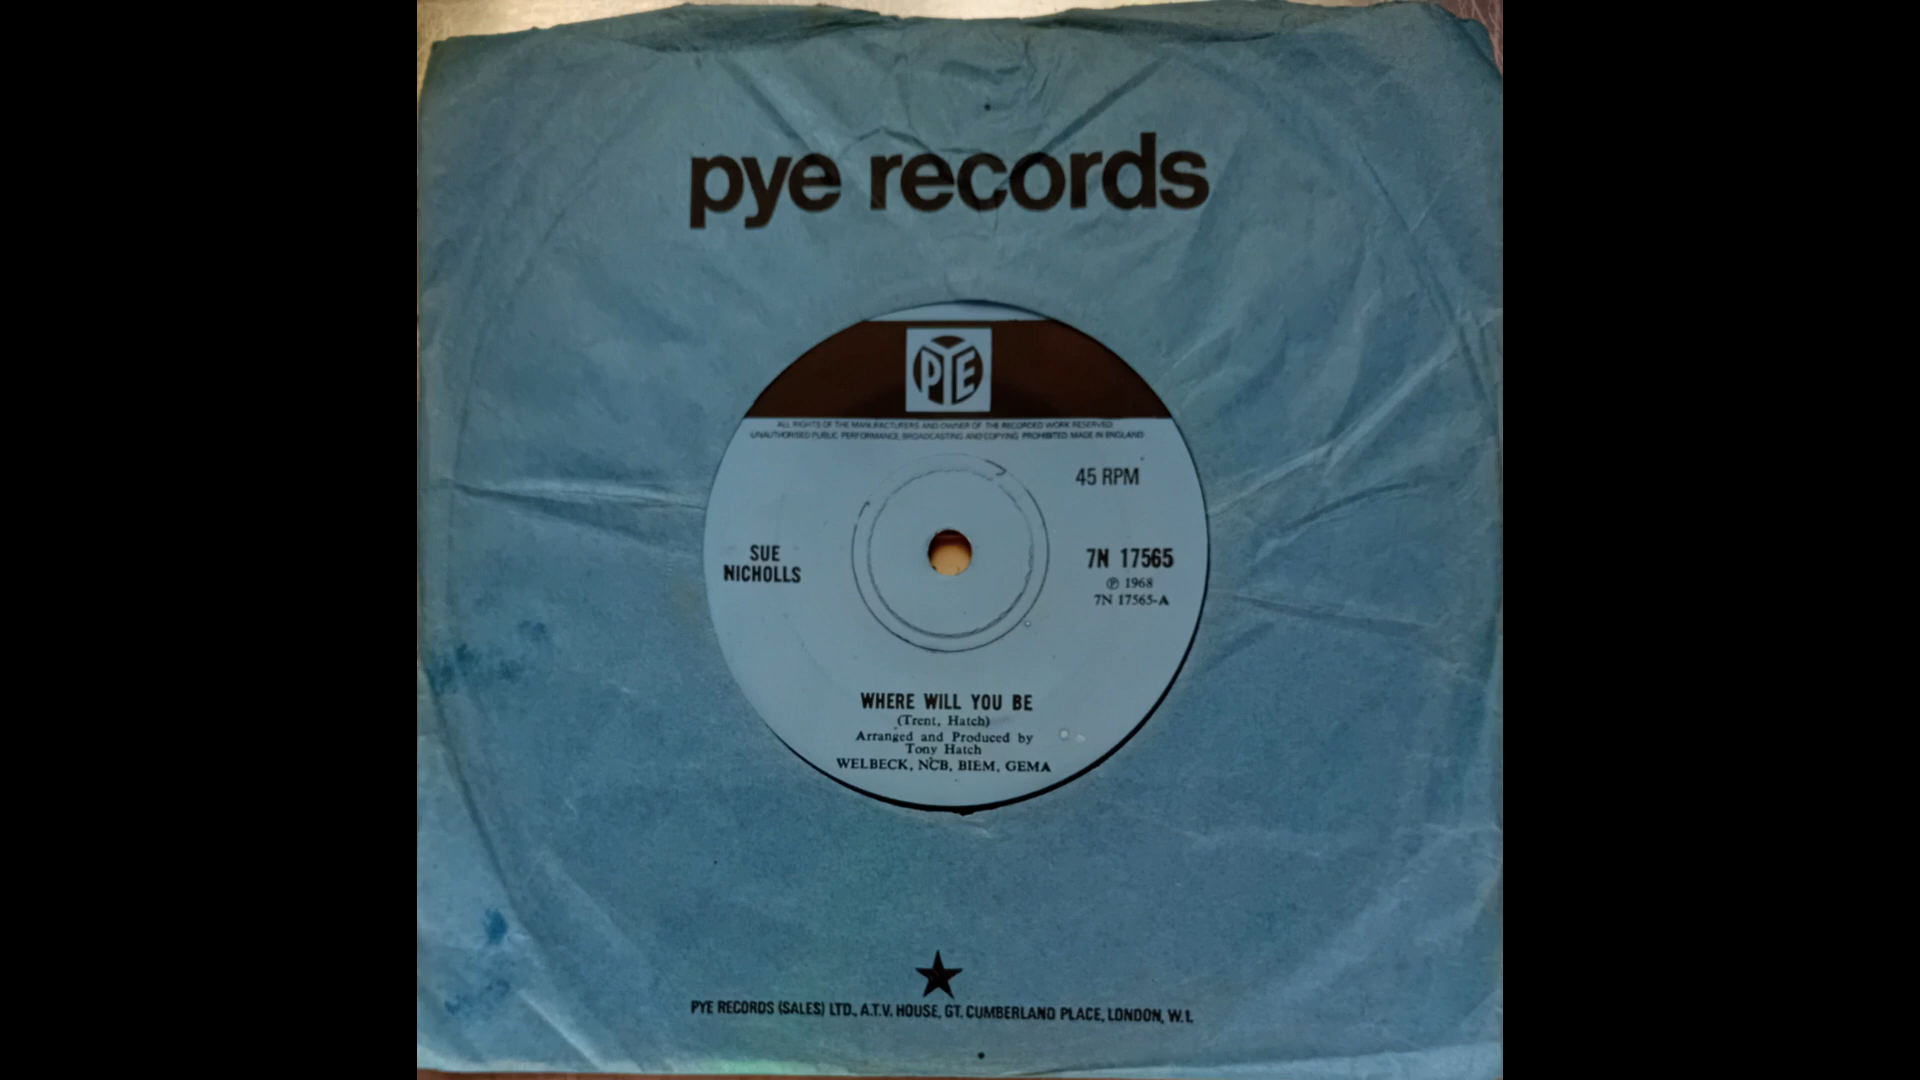 pye records
PYE
ALL RIGHTS OF THE MANUFACTURERS AND OWNER OF THE RECORDED WORK RESERVED
UNAUTHORISED PUBLIC PERFORMANCE, BROADCASTING AND COPYING PROHIBITED. MADE IN ENGLAND
45 RPM
SUE
NICHOLLS
7N 17565
℗ 1968
7N 17565-A
WHERE WILL YOU BE
(Trent, Hatch)
Arranged and Produced by
Tony Hatch
WELBECK, NCB, BIEM, GEMA
PYE RECORDS (SALES) LTD., A.T.V. HOUSE, GT. CUMBERLAND PLACE, LONDON, W.1.